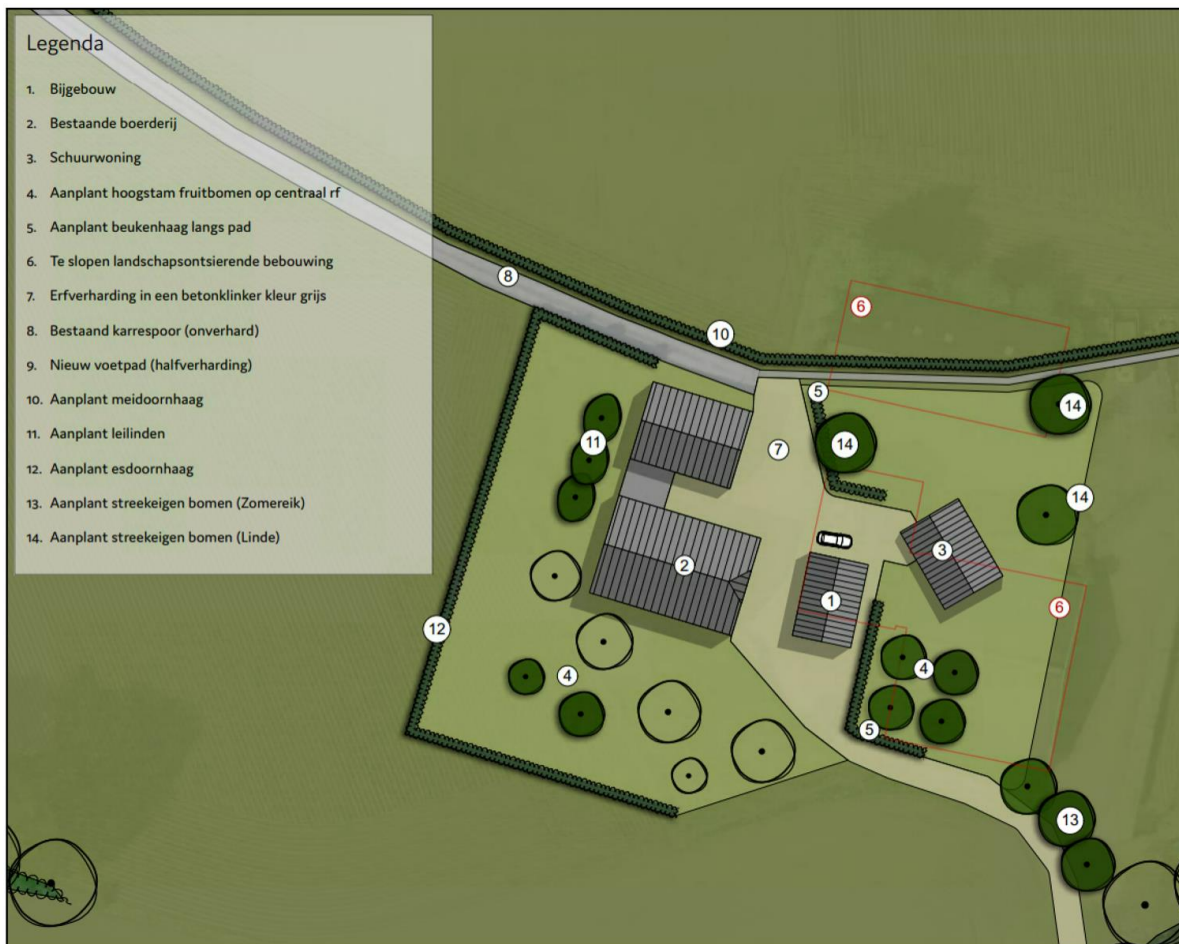 Legenda
1. Bijgebouw
2. Bestaande boerderij
3. Schuurwoning
4. Aanplant hoogstam fruitbomen op centraal rf
5. Aanplant beukenhaag langs pad
6. Te slopen landschapsontsierende bebouwing
7. Erfverharding in een betonklinker kleur grijs
8. Bestaand karrespoor (onverhard)
9. Nieuw voetpad (halfverharding)
10. Aanplant meidoornhaag
11. Aanplant leilinden
12. Aanplant esdoornhaag
13. Aanplant streekeigen bomen (Zomereik)
14. Aanplant streekeigen bomen (Linde)
8
6
10
5
14
11
14
7
14
3
2
1
6
12
4
4
5
13